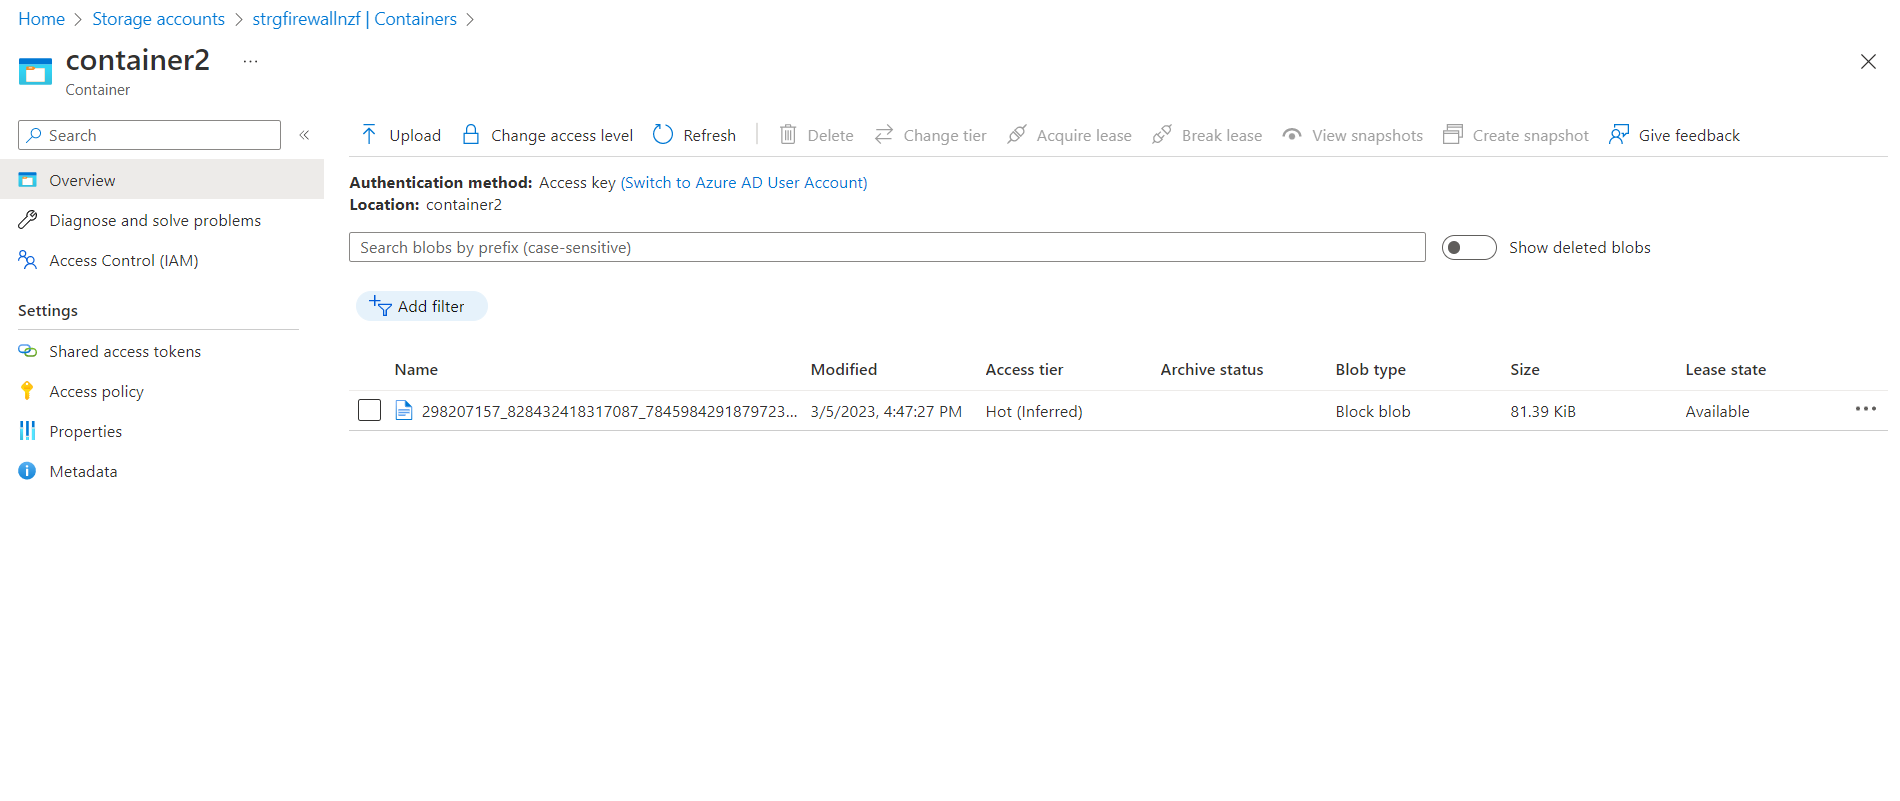 Home > Storage accounts > strgfirewallnzf | Containers >
container2 ...
Container
Search «
Overview
Diagnose and solve problems
Access Control (IAM)
Settings
Shared access tokens
Access policy
Properties
Metadata
Upload Change access level Refresh Delete Change tier Acquire lease Break lease View snapshots Create snapshot Give feedback
Authentication method: Access key (Switch to Azure AD User Account)
Location: container2
Search blobs by prefix (case-sensitive) Show deleted blobs
Add filter
Name Modified Access tier Archive status Blob type Size Lease state
298207157_828432418317087_7845984291879723... 3/5/2023, 4:47:27 PM Hot (Inferred) Block blob 81.39 KiB Available ...